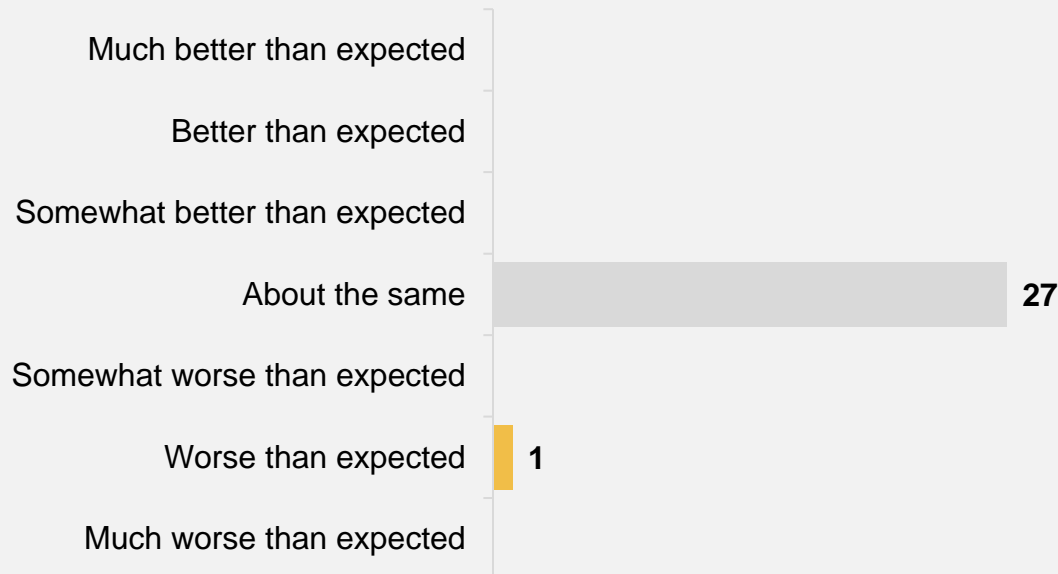 Much better than expected
Better than expected
Somewhat better than expected
About the same 27
Somewhat worse than expected
Worse than expected 1
Much worse than expected